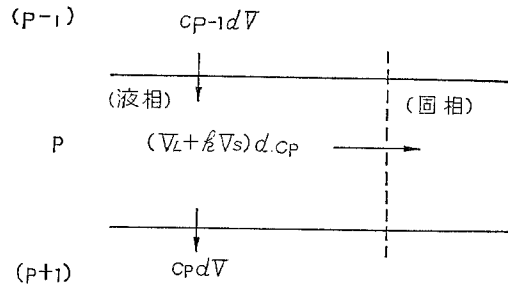 (P-1) CP-1dV
(液相) (固相)
P (VL+kVS)d.CP
(P+1) CPdV